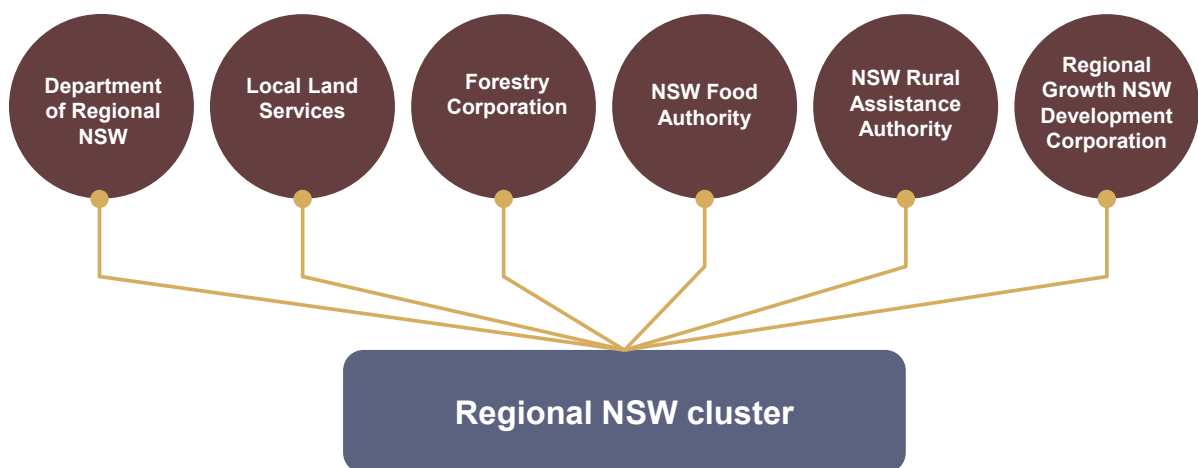 Department
of Regional
NSW
Local Land
Services
Forestry
Corporation
NSW Food
Authority
NSW Rural
Assistance
Authority
Regional
Growth NSW
Development
Corporation
Regional NSW cluster